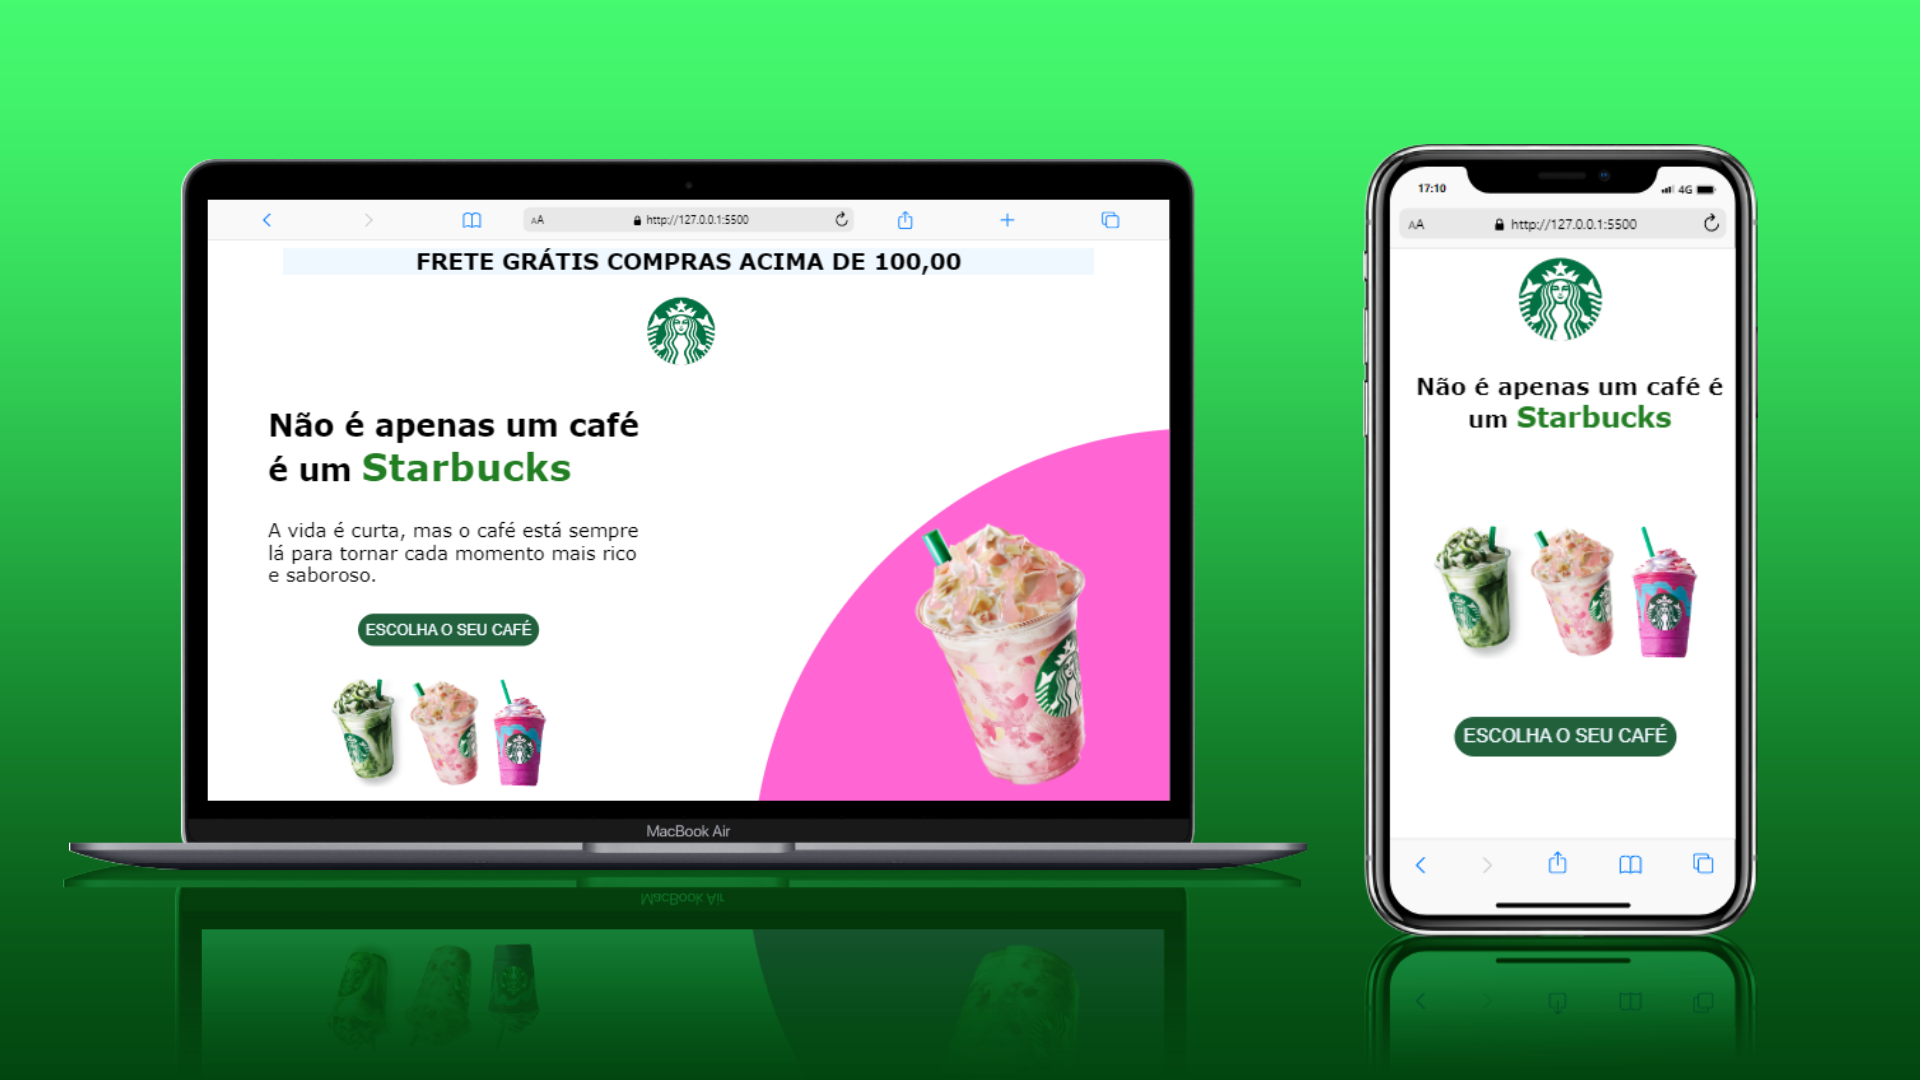 AA
http://127.0.0.1:5500
FRETE GRÁTIS COMPRAS ACIMA DE 100,00
Não é apenas um café
é um Starbucks
A vida é curta, mas o café está sempre
lá para tornar cada momento mais rico
e saboroso.
ESCOLHA O SEU CAFÉ
MacBook Air
MacBook Air
17:10
4G
AA
http://127.0.0.1:5500
Não é apenas um café é
um Starbucks
ESCOLHA O SEU CAFÉ